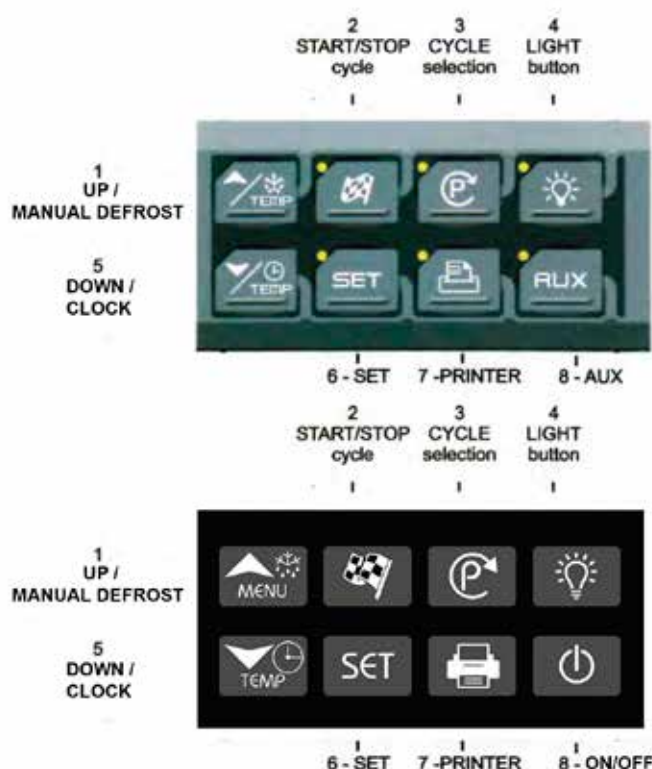 2 3 4
START/STOP CYCLE LIGHT
cycle selection button
1
UP /
MANUAL DEFROST
TEMP
5
DOWN /
CLOCK
TEMP SET AUX
6 - SET 7 -PRINTER 8 - AUX
2 3 4
START/STOP CYCLE LIGHT
cycle selection button
1
UP /
MANUAL DEFROST
MENU P
5
DOWN /
CLOCK
TEMP SET
6 - SET 7 -PRINTER 8 - ON/OFF